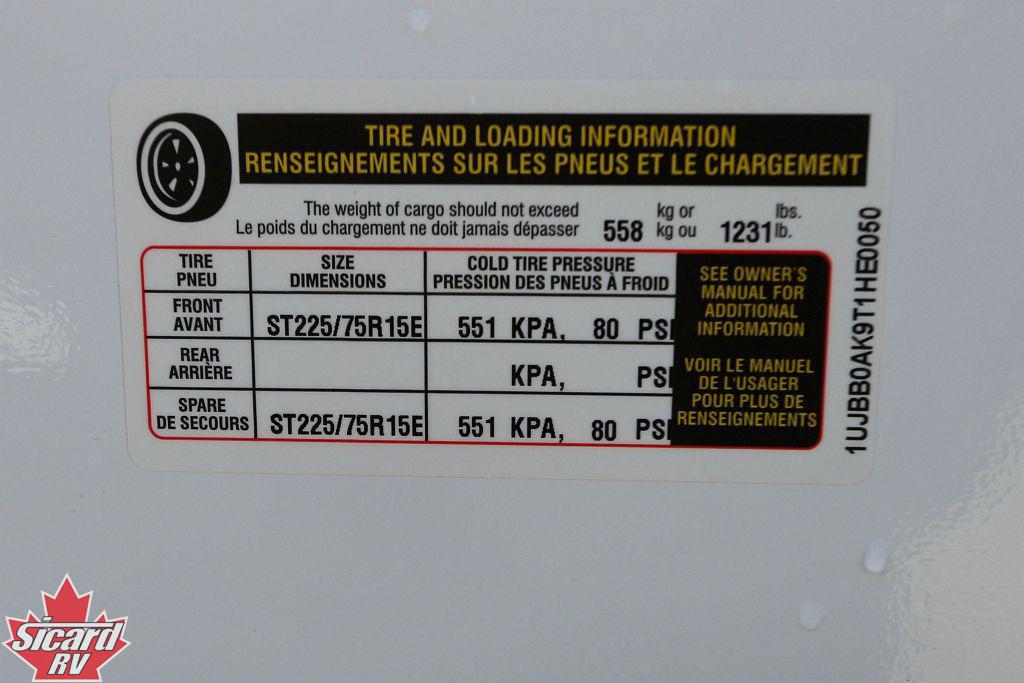 TIRE AND LOADING INFORMATION
RENSEIGNEMENTS SUR LES PNEUS ET LE CHARGEMENT
The weight of cargo should not exceed kg or lbs.
Le poids du chargement ne doit jamais dépasser 558 kg ou 1231 lb.
TIRE SIZE COLD TIRE PRESSURE
PNEU DIMENSIONS PRESSION DES PNEUS À FROID
FRONT
AVANT ST225/75R15E 551 KPA, 80 PSI
REAR
ARRIÈRE KPA, PSI
SPARE
DE SECOURS ST225/75R15E 551 KPA, 80 PSI
SEE OWNER'S
MANUAL FOR
ADDITIONAL
INFORMATION
VOIR LE MANUEL
DE L'USAGER
POUR PLUS DE
RENSEIGNEMENTS
1UJBB0AK9T1HE0050
Sicard
RV